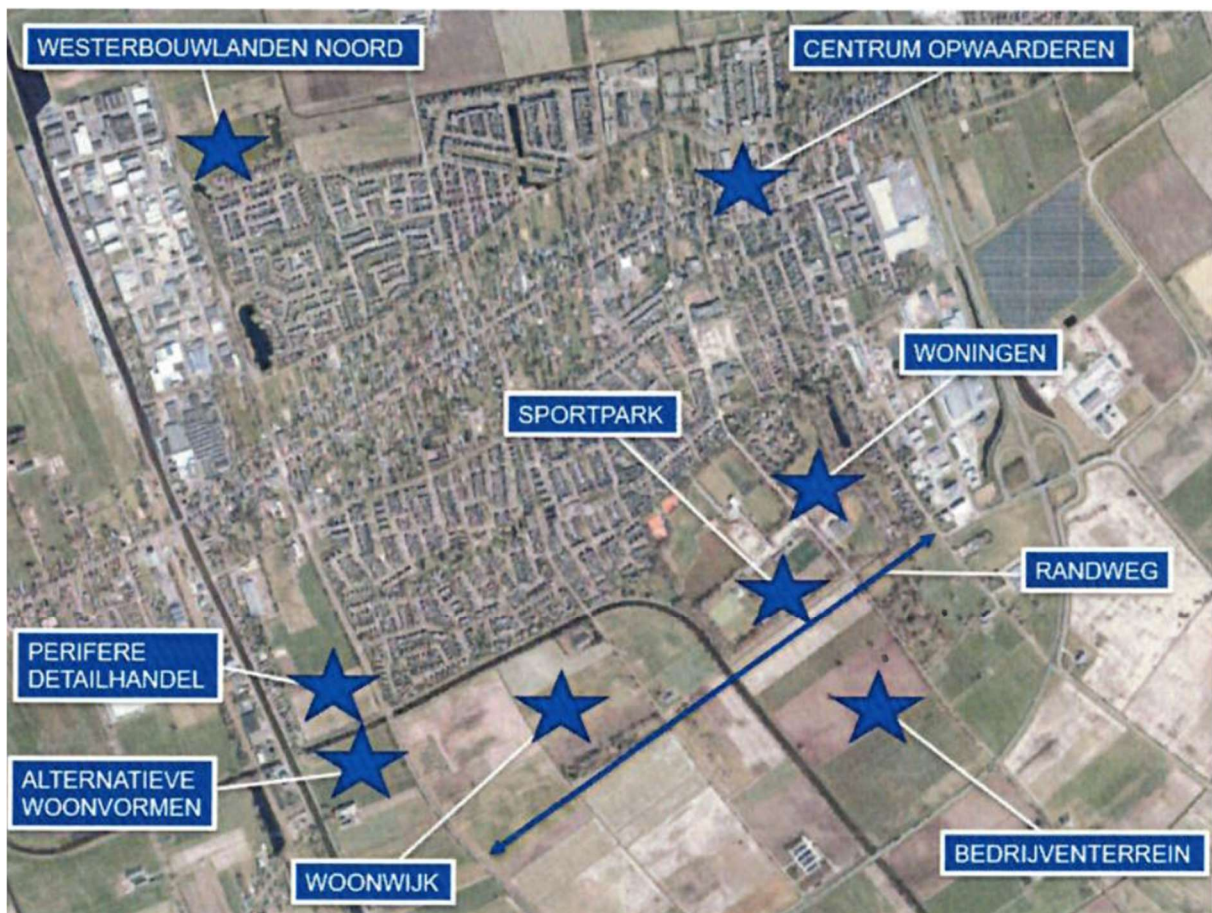 WESTERBOUWLANDEN NOORD
CENTRUM OPWAARDEREN
WONINGEN
SPORTPARK
RANDWEG
PERIFERE
DETAILHANDEL
ALTERNATIEVE
WOONVORMEN
WOONWIJK
BEDRIJVENTERREIN